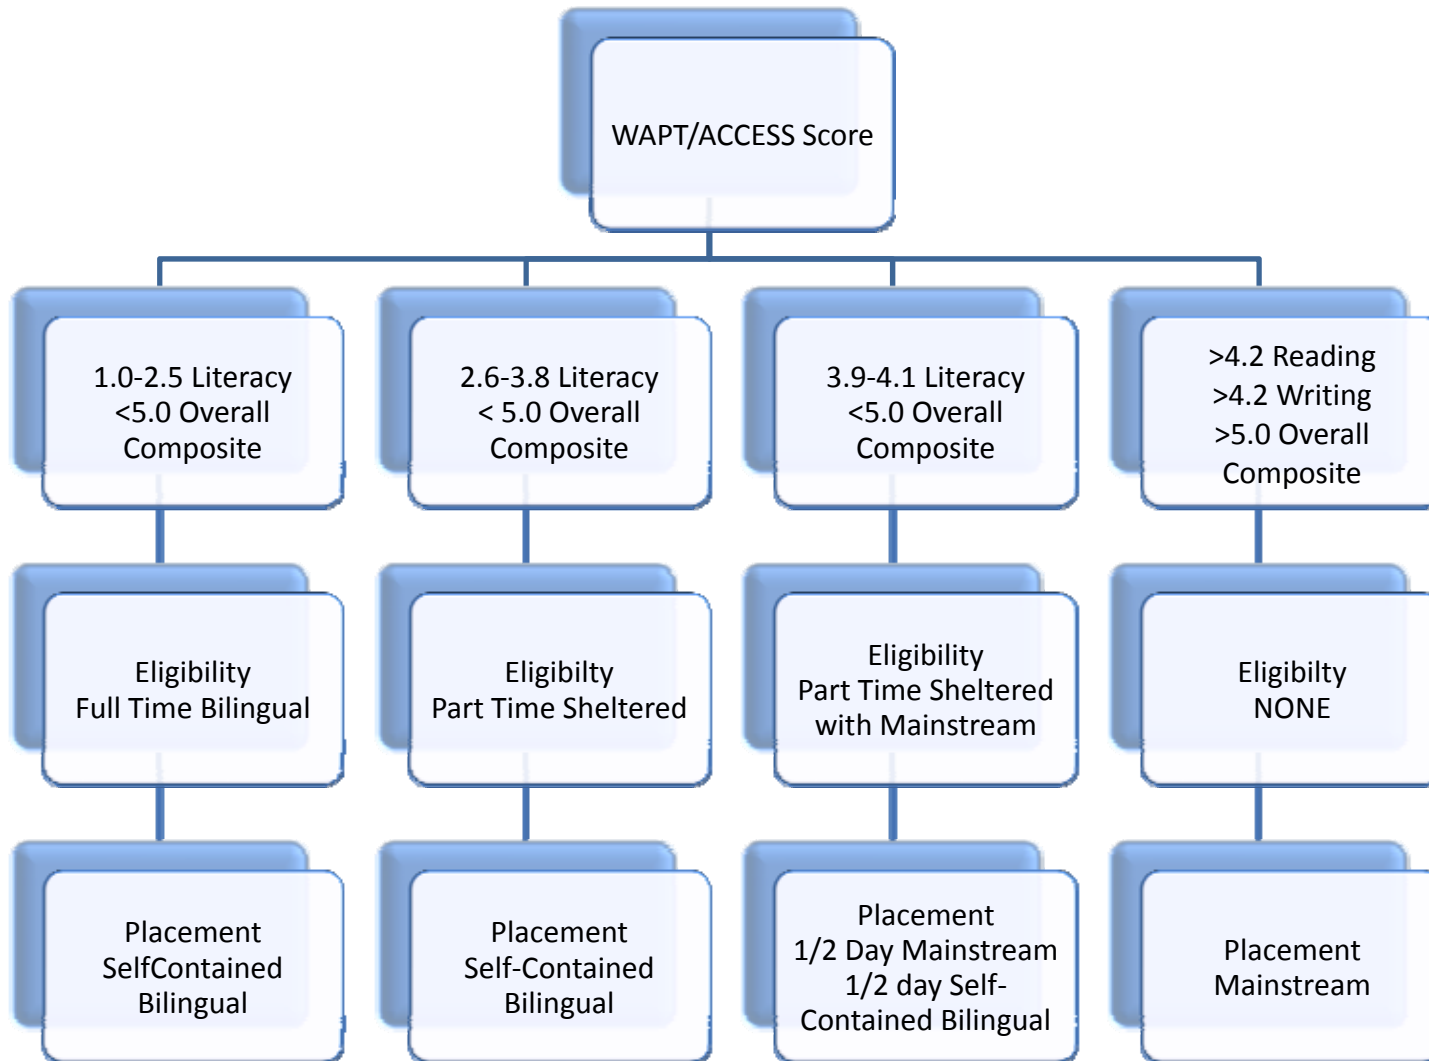 WAPT/ACCESS Score
1.0-2.5 Literacy
<5.0 Overall
Composite
2.6-3.8 Literacy
< 5.0 Overall
Composite
3.9-4.1 Literacy
<5.0 Overall
Composite
>4.2 Reading
>4.2 Writing
>5.0 Overall
Composite
Eligibility
Full Time Bilingual
Eligibilty
Part Time Sheltered
Eligibility
Part Time Sheltered
with Mainstream
Eligibilty
NONE
Placement
SelfContained
Bilingual
Placement
Self-Contained
Bilingual
Placement
1/2 Day Mainstream
1/2 day Self-
Contained Bilingual
Placement
Mainstream